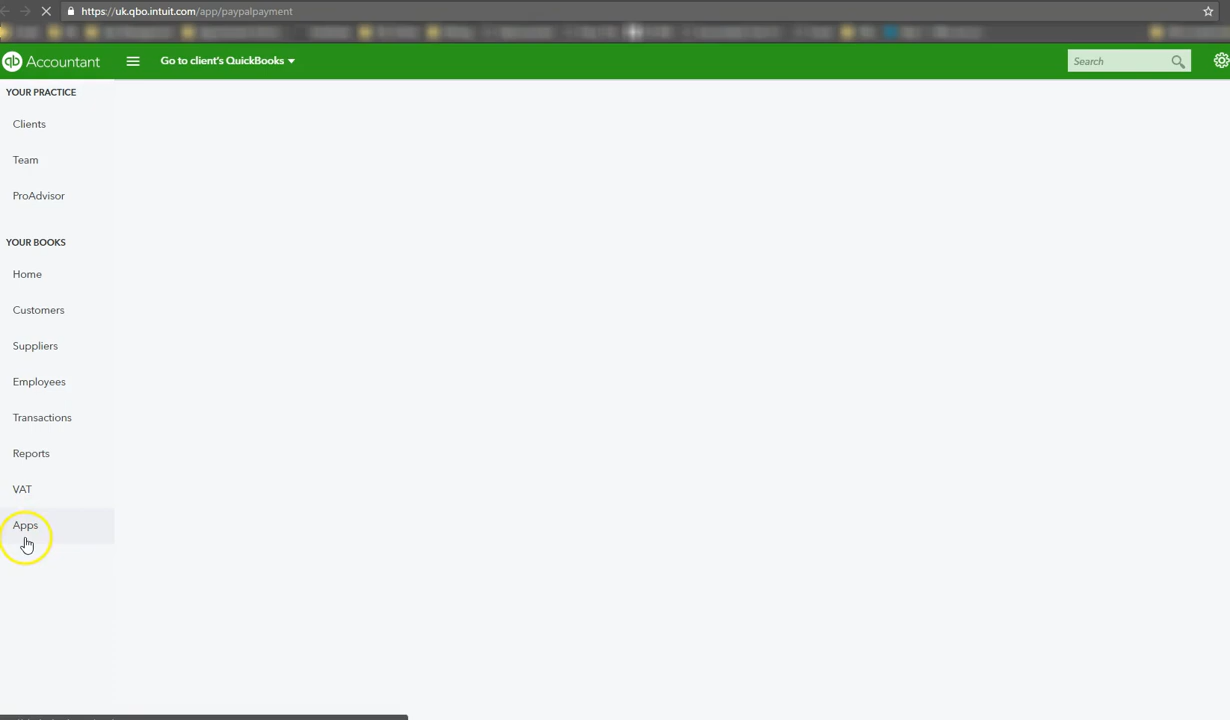 https://uk.qbo.intuit.com/app/paypalpayment
qb Accountant
Go to client's QuickBooks
Search
YOUR PRACTICE
Clients
Team
ProAdvisor
YOUR BOOKS
Home
Customers
Suppliers
Employees
Transactions
Reports
VAT
Apps